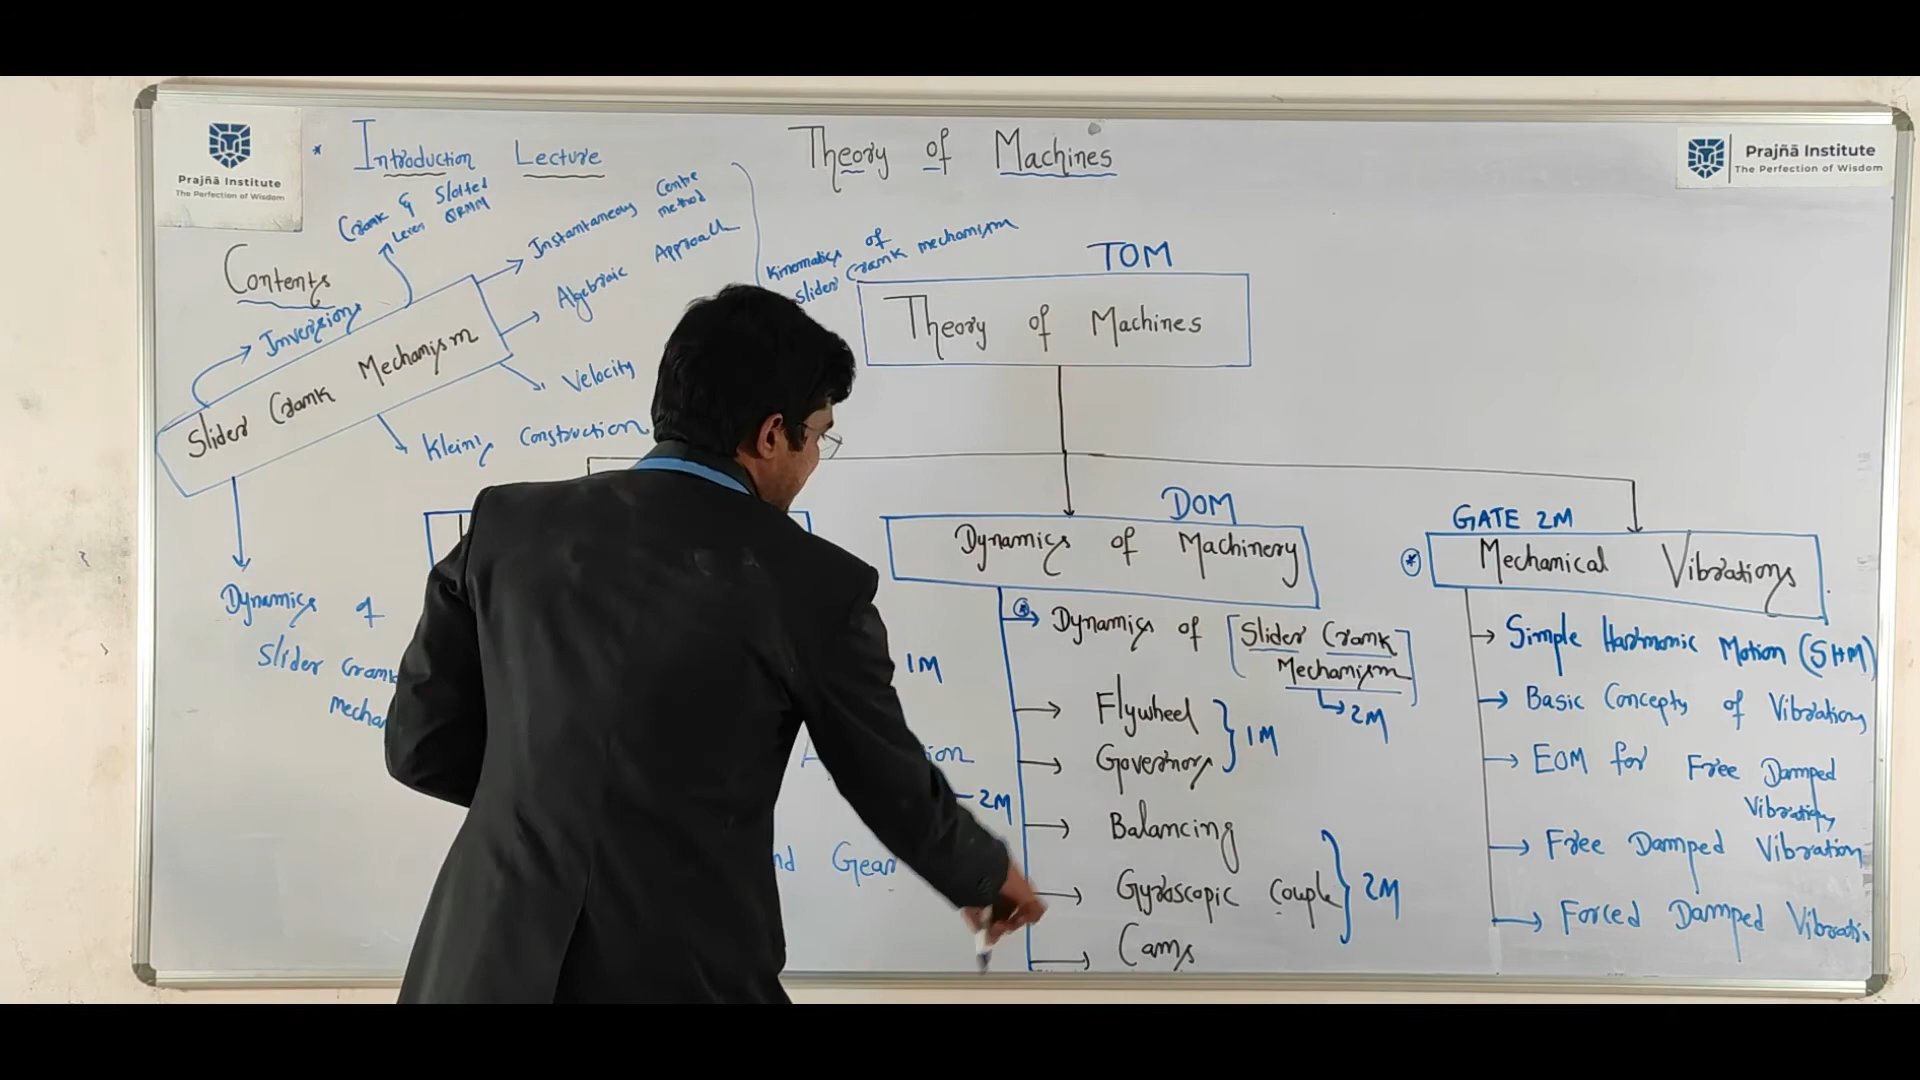 Prajñā Institute
The Perfection of Wisdom
* Introduction Lecture
Theory of Machines
Prajñā Institute
The Perfection of Wisdom
Contents
Crank & Slotted
Lever QRMM
Instantaneous Centre
method
Inversions
Algebraic Approach
Slider Crank Mechanism
Velocity
Klein's Construction
Dynamics of
Slider Crank
Kinematics of
Slider Crank mechanism
TOM
Theory of Machines
1M
2M
Gear
DOM
Dynamics of Machinery
Dynamics of [Slider Crank
Mechanism]
2M
Flywheel
Governors
1M
Balancing
Gyroscopic Couple
2M
Cams
GATE 2M
Mechanical Vibrations
Simple Harmonic Motion (SHM)
Basic Concepts of Vibrations
EOM for Free Damped
Vibrations
Free Damped Vibration
Forced Damped